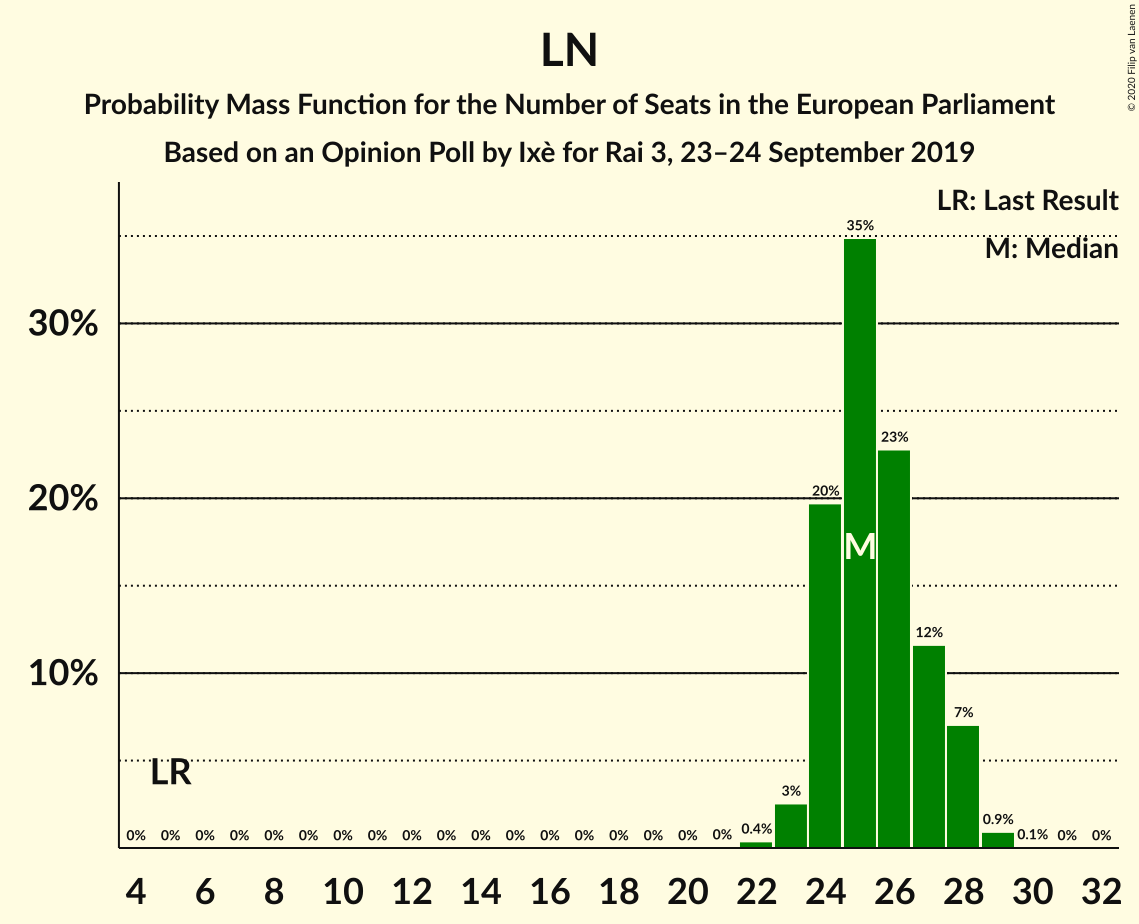 © 2020 Filip van Laenen
LN
Probability Mass Function for the Number of Seats in the European Parliament
Based on an Opinion Poll by Ixè for Rai 3, 23–24 September 2019
LR: Last Result
M: Median
30%
20%
10%
35%
23%
20%
M
12%
7%
LR
3%
0% 0% 0% 0% 0% 0% 0% 0% 0% 0% 0% 0% 0% 0% 0% 0% 0% 0% 0.4% 0.9% 0.1% 0% 0%
4 6 8 10 12 14 16 18 20 22 24 26 28 30 32